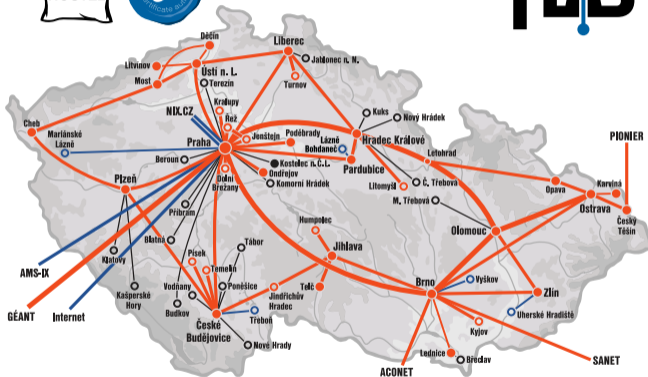 Děčín
Liberec
Litvínov
Jablonec n. N.
Ústí n. L.
Most
Terezín
Turnov
Kralupy
NIX.CZ
Řež
Kuks
Nový Hrádek
Cheb
Jenštejn
Poděbrady
Mariánské
Lázně
Praha
Lázně
Bohdaneč
Hradec Králové
PIONIER
Beroun
Kostelec n.Č.L.
Letohrad
Ondřejov
Pardubice
Dolní
Břežany
Komorní Hrádek
Plzeň
Litomyšl
Č. Třebová
Opava
Karviná
Příbram
M. Třebová
Ostrava
Český
Těšín
Humpolec
Olomouc
Blatná
Tábor
Klatovy
Písek
Jihlava
AMS-IX
Temelín
Vyškov
Kašperské
Hory
Vodňany
Poněšice
Telč
Brno
Zlín
GÉANT
Internet
Budkov
Jindřichův
Hradec
Třeboň
Uherské Hradiště
České
Budějovice
Kyjov
Nové Hrady
Lednice
Břeclav
SANET
ACONET